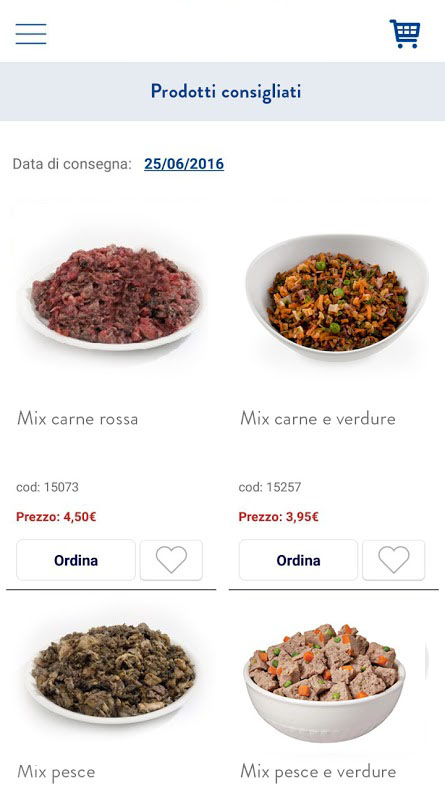 Prodotti consigliati
Data di consegna: 25/06/2016
Mix carne rossa
Mix carne e verdure
cod: 15073
cod: 15257
Prezzo: 4,50€
Prezzo: 3,95€
Ordina
Ordina
Mix pesce
Mix pesce e verdure